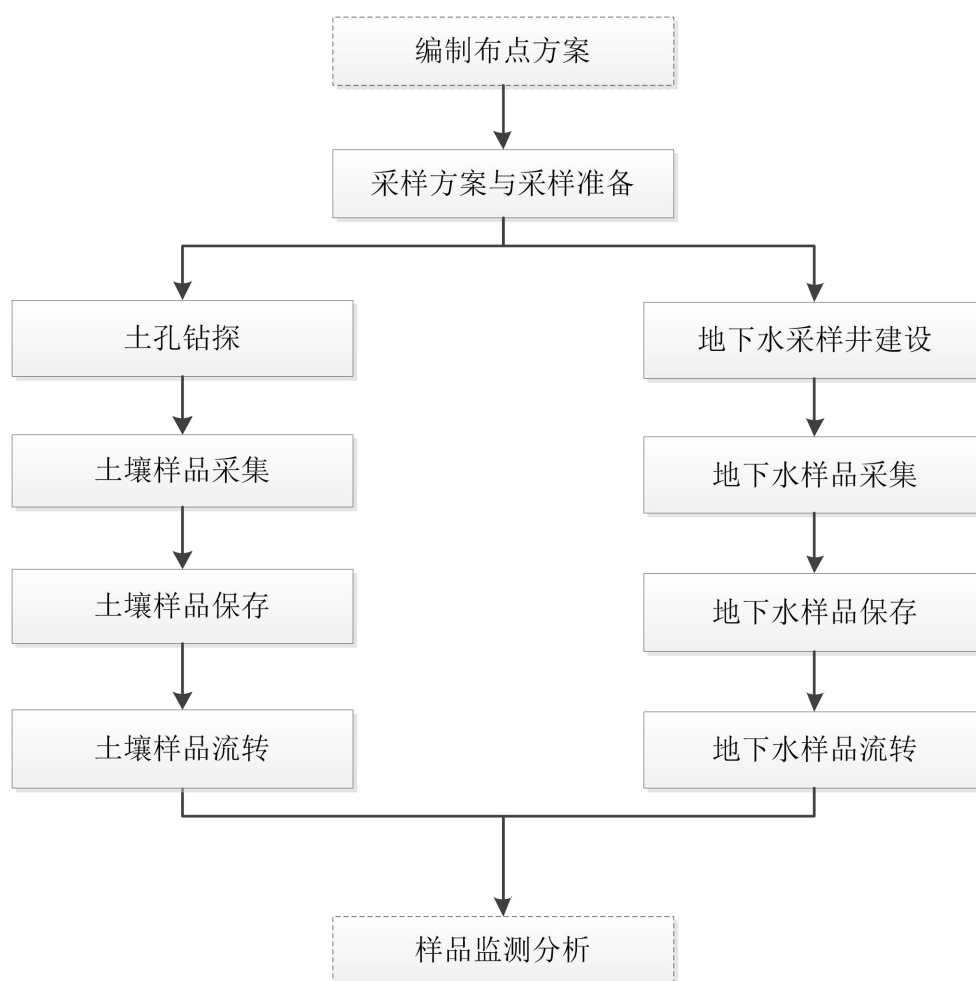 编制布点方案
采样方案与采样准备
土孔钻探
地下水采样井建设
土壤样品采集
地下水样品采集
土壤样品保存
地下水样品保存
土壤样品流转
地下水样品流转
样品监测分析